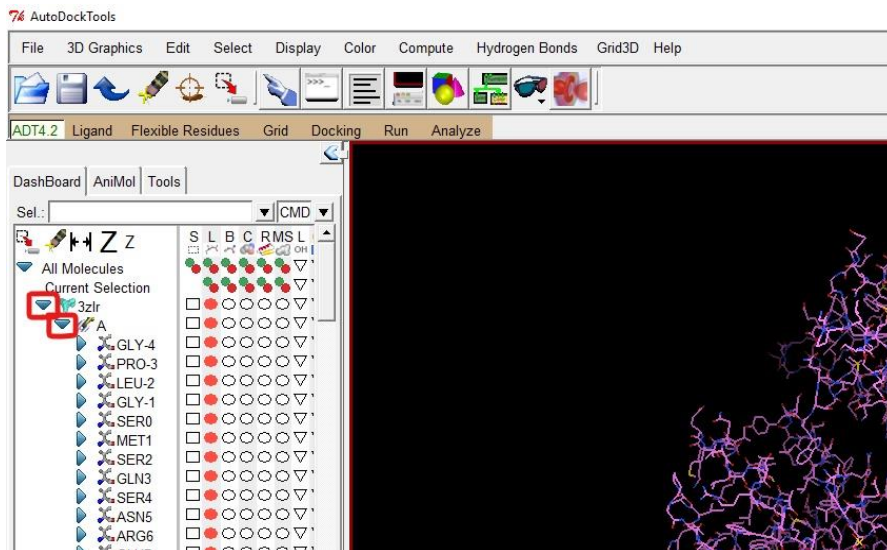 AutoDockTools
File 3D Graphics Edit Select Display Color Compute Hydrogen Bonds Grid3D Help
>>>_
ADT4.2 Ligand Flexible Residues Grid Docking Run Analyze
DashBoard AniMol Tools
Sel.: CMD
Z Z S L B C R MS L
OH
All Molecules
Current Selection
3zlr
A
GLY-4
PRO-3
LEU-2
GLY-1
SER0
MET1
SER2
GLN3
SER4
ASN5
ARG6